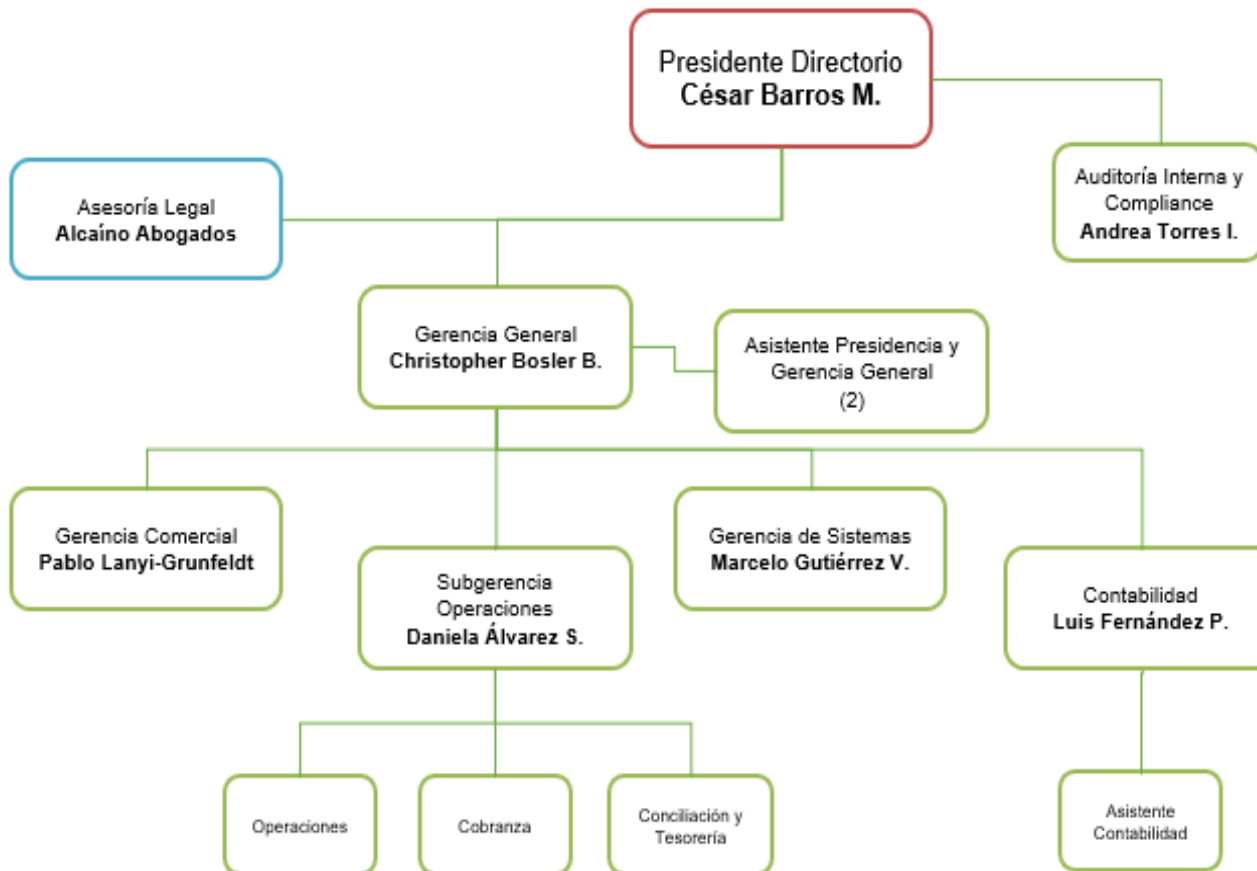 Presidente Directorio
César Barros M.
Auditoría Interna y
Compliance
Andrea Torres I.
Asesoría Legal
Alcaíno Abogados
Gerencia General
Christopher Bosler B.
Asistente Presidencia y
Gerencia General
(2)
Gerencia Comercial
Pablo Lanyi-Grunfeldt
Subgerencia
Operaciones
Daniela Álvarez S.
Gerencia de Sistemas
Marcelo Gutiérrez V.
Contabilidad
Luis Fernández P.
Operaciones
Cobranza
Conciliación y
Tesorería
Asistente
Contabilidad